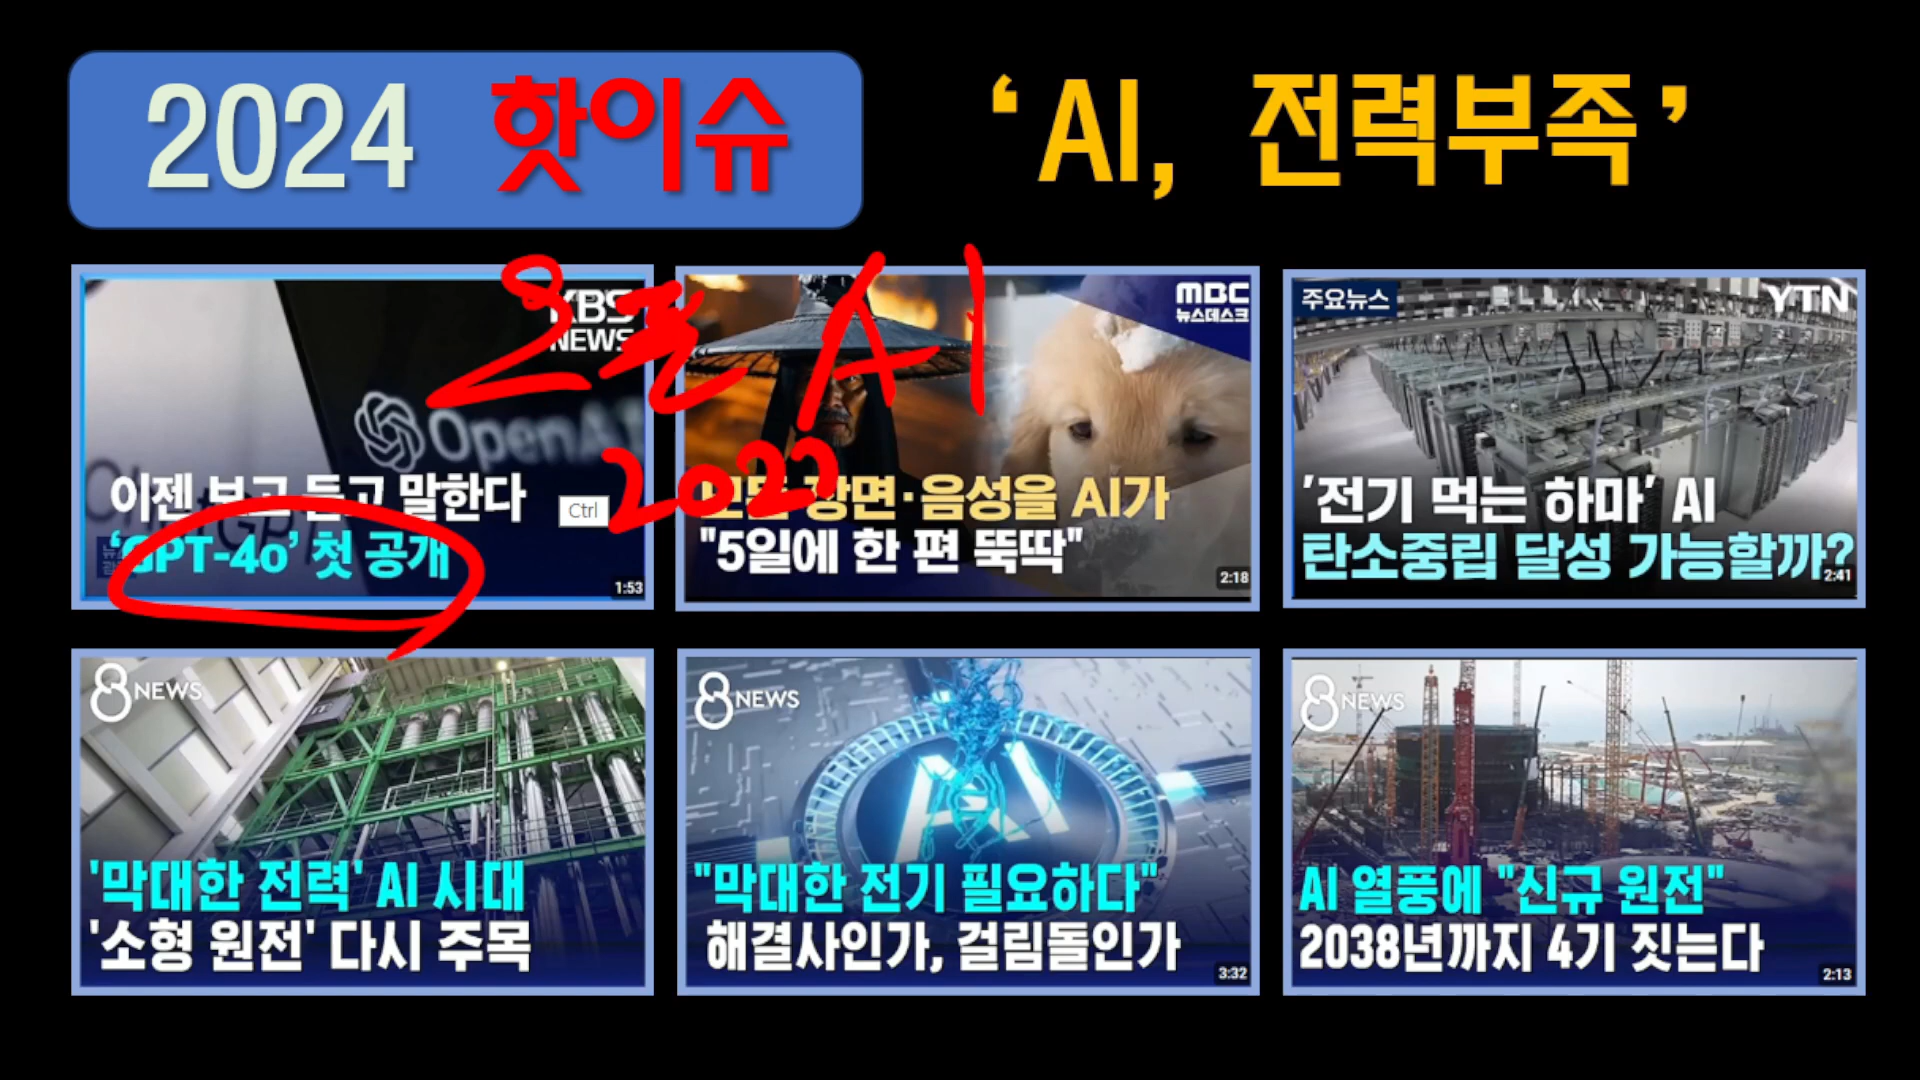 2024 핫이슈
‘AI, 전력부족’
KBS
NEWS
OpenAI
이젠 보고 듣고 말한다
‘GPT-4o’ 첫 공개
Ctrl
1:53
오픈 AI
2022
MBC
뉴스데스크
모든 장면·음성을 AI가
"5일에 한 편 뚝딱"
2:18
주요뉴스
YTN
'전기 먹는 하마' AI
탄소중립 달성 가능할까?
2:41
8 NEWS
'막대한 전력' AI 시대
'소형 원전' 다시 주목
8 NEWS
AI
"막대한 전기 필요하다"
해결사인가, 걸림돌인가
3:32
8 NEWS
AI 열풍에 "신규 원전"
2038년까지 4기 짓는다
2:13